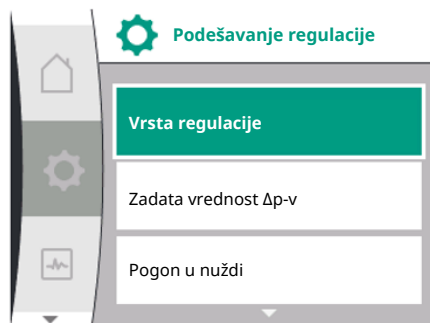 Podešavanje regulacije
Vrsta regulacije
Zadata vrednost Δp-v
Pogon u nuždi